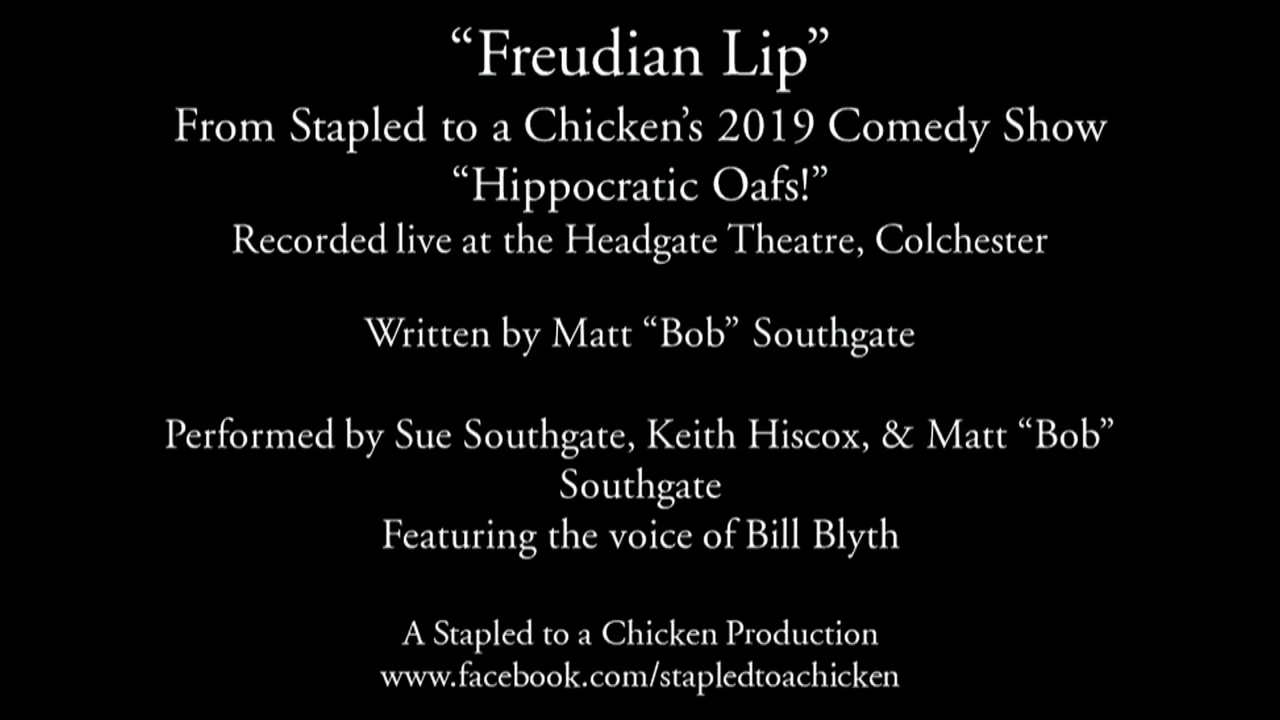 “Freudian Lip”
From Stapled to a Chicken’s 2019 Comedy Show
“Hippocratic Oafs!”
Recorded live at the Headgate Theatre, Colchester
Written by Matt “Bob” Southgate
Performed by Sue Southgate, Keith Hiscox, & Matt “Bob”
Southgate
Featuring the voice of Bill Blyth
A Stapled to a Chicken Production
www.facebook.com/stapledtoachicken